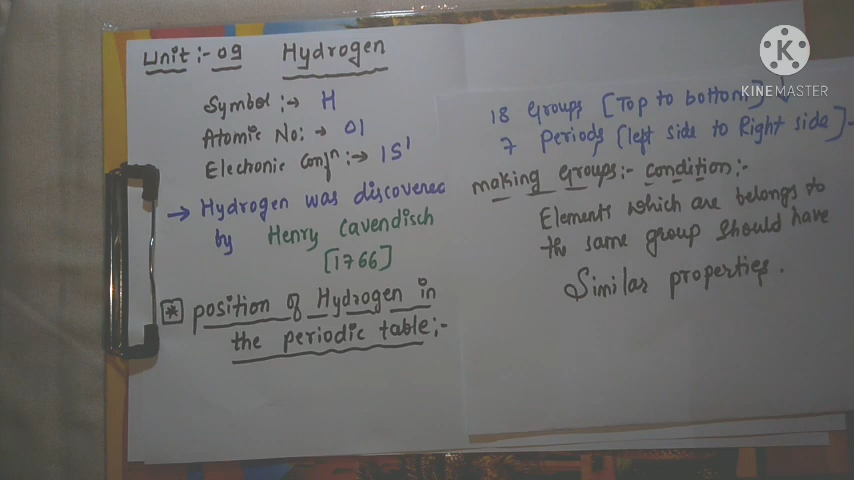 Unit:- 09 Hydrogen
Symbol :→ H
Atomic No: → 01
Electronic Confⁿ :→ 1S¹
→ Hydrogen was discovered
by Henry Cavendisch
[1766]
* position of Hydrogen in
the periodic table:-
18 Groups [Top to bottom] ↓
7 Periods [left side to Right side]-
making Groups:- condition:-
Elements which are belongs to
the same group should have
Similar properties.
KINEMASTER